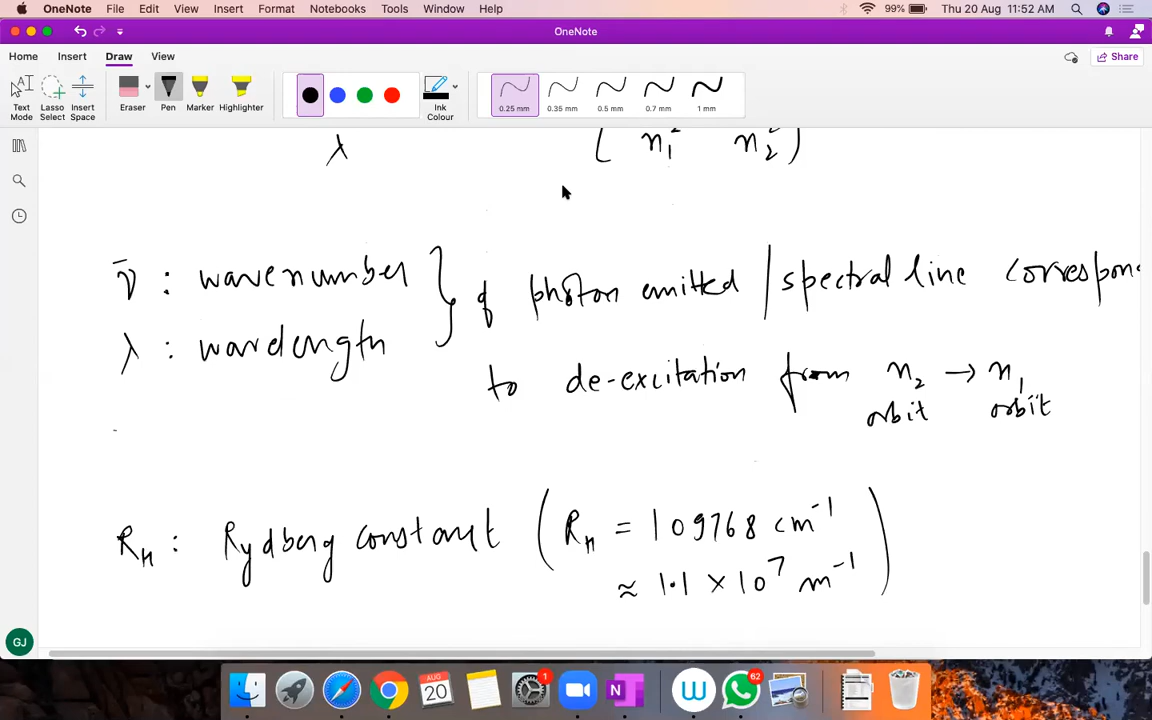 OneNote File Edit View Insert Format Notebooks Tools Window Help 99% Thu 20 Aug 11:52 AM
OneNote
Home Insert Draw View Share
Text Mode Lasso Select Insert Space Eraser Pen Marker Highlighter Ink Colour 0.25 mm 0.35 mm 0.5 mm 0.7 mm 1 mm
λ ( n₁² n₂² )
ν̄ : wavenumber } of photon emitted / spectral line correspon
λ : wavelength
to de-excitation from n₂ → n₁
orbit orbit
R_H : Rydberg constant ( R_H = 109768 cm⁻¹
≈ 1.1 × 10⁷ m⁻¹ )
GJ
AUG 20 1 W 62